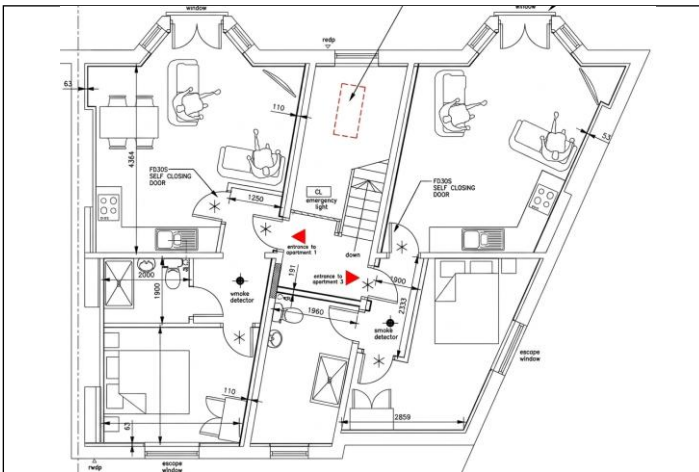 window
window
rwdp
63
110
4364
53
FD30S
SELF CLOSING
DOOR
FD30S
SELF CLOSING
DOOR
CL
emergency
light
1250
entrance to
apartment 1
down
191
entrance to
apartment 3
1900
2000
1900
wmoke
detector
2333
1960
smoke
detector
escape
window
110
63
2859
rwdp
escape
window